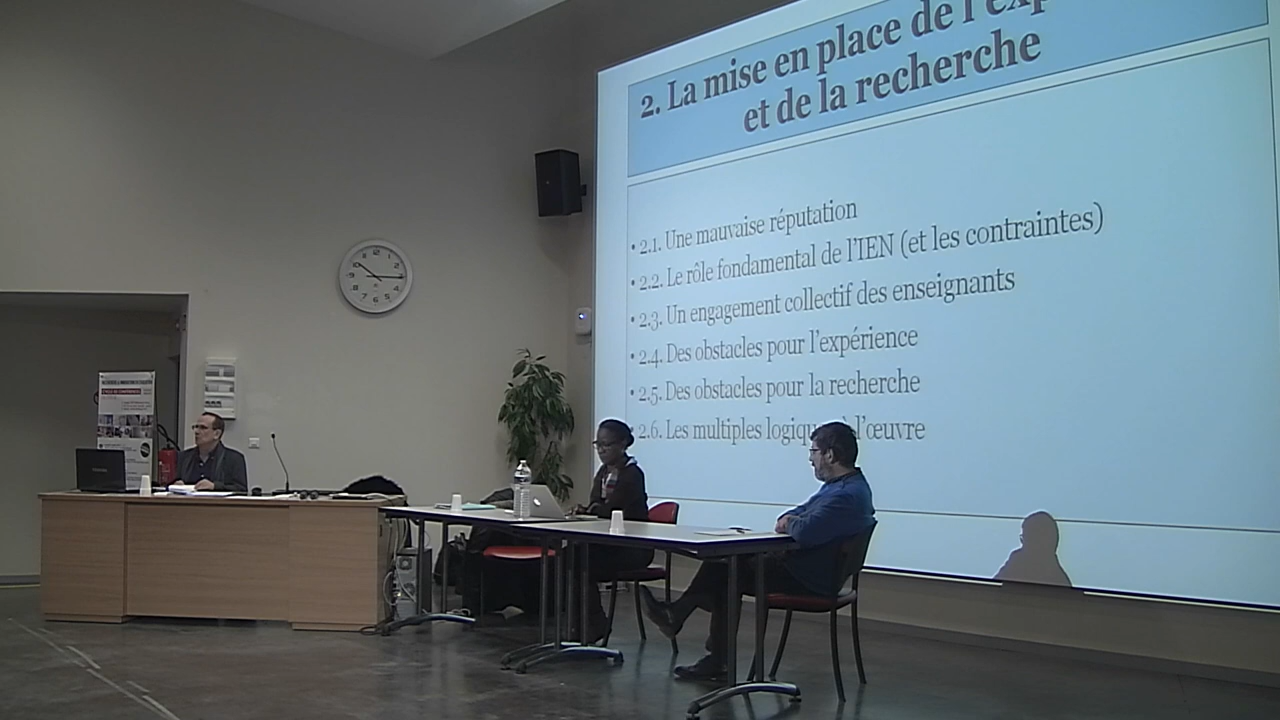 2. La mise en place de l'exp
et de la recherche
• 2.1. Une mauvaise réputation
• 2.2. Le rôle fondamental de l'IEN (et les contraintes)
• 2.3. Un engagement collectif des enseignants
• 2.4. Des obstacles pour l'expérience
• 2.5. Des obstacles pour la recherche
2.6. Les multiples logiqu à l'œuvre